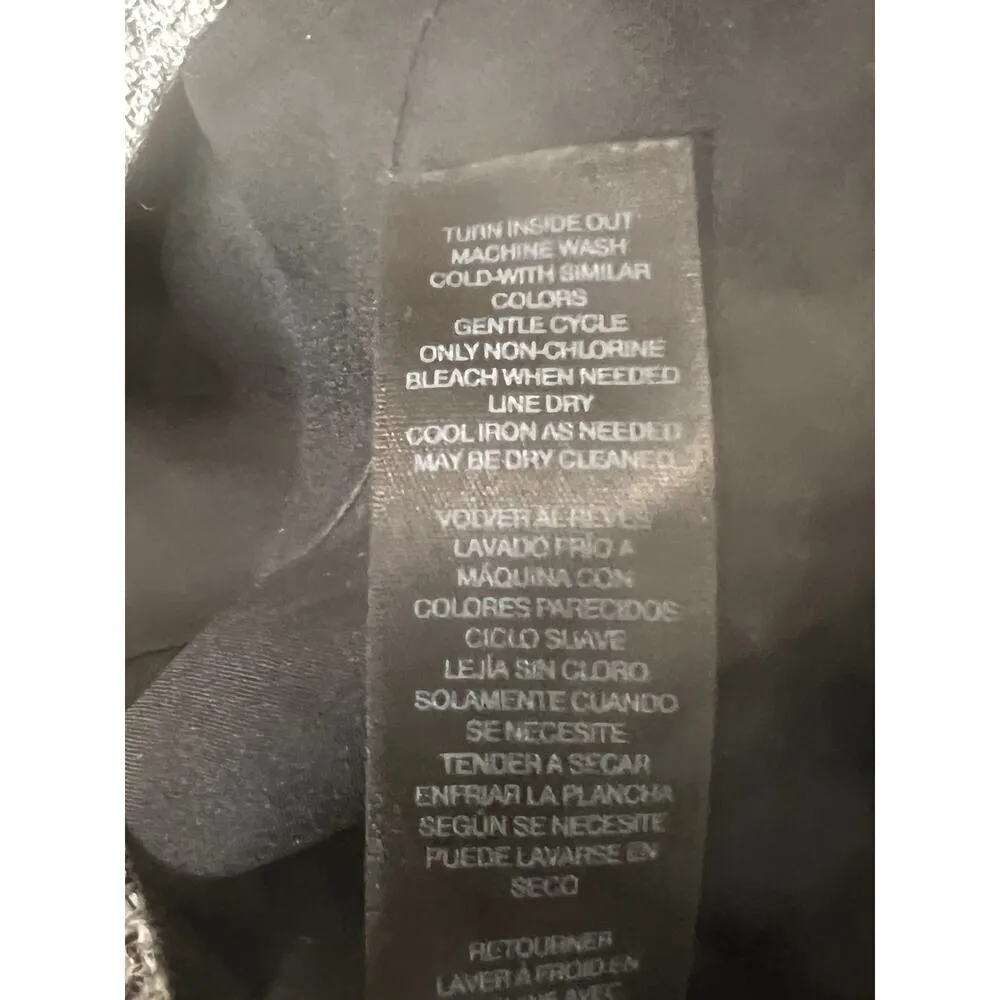 TURN INSIDE OUT
MACHINE WASH
COLD-WITH SIMILAR
COLORS
GENTLE CYCLE
ONLY NON-CHLORINE
BLEACH WHEN NEEDED
LINE DRY
COOL IRON AS NEEDED
MAY BE DRY CLEANED
VOLVER AL REVES
LAVADO FRÍO A
MÁQUINA CON
COLORES PARECIDOS
CICLO SUAVE
LEJÍA SIN CLORO
SOLAMENTE CUANDO
SE NECESITE
TENDER A SECAR
ENFRIAR LA PLANCHA
SEGÚN SE NECESITE
PUEDE LAVARSE EN
SECO
RETOURNER
LAVER À FROID EN
AVEC